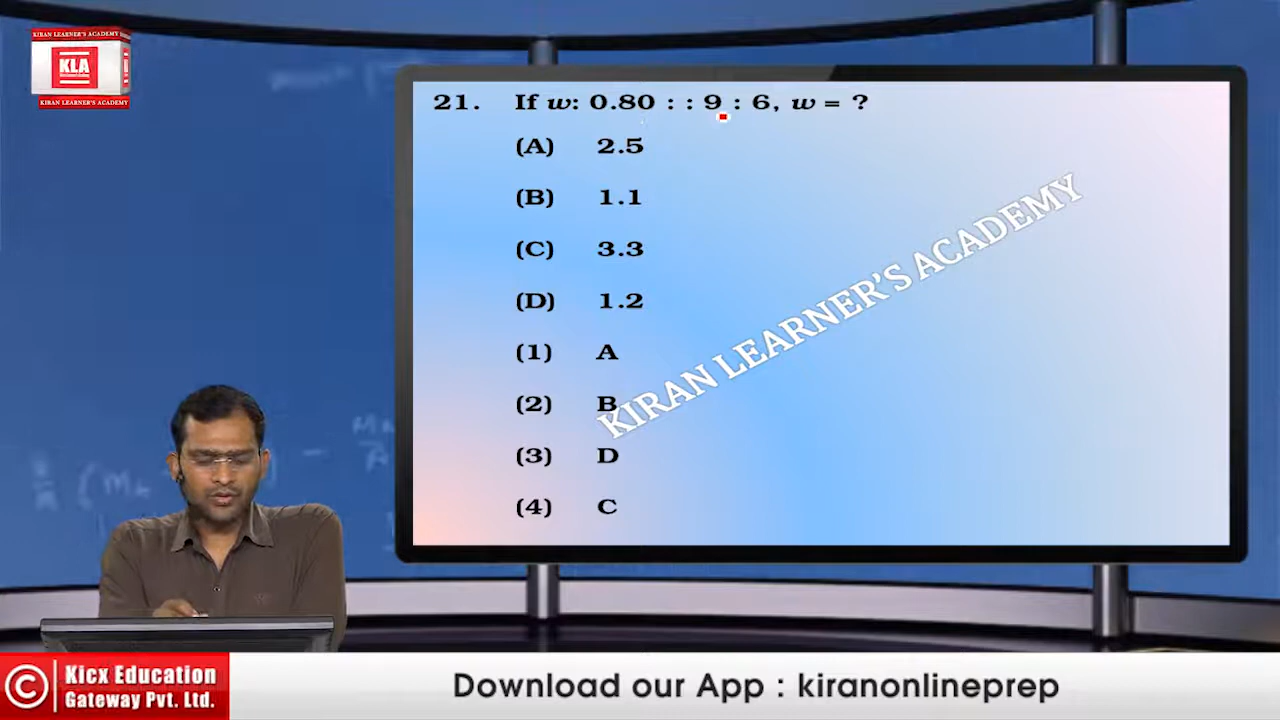 KIRAN LEARNER'S ACADEMY
KLA
KIRAN LEARNER'S ACADEMY
21. If w: 0.80 : : 9 : 6, w = ?
(A) 2.5
(B) 1.1
(C) 3.3
(D) 1.2
(1) A
(2) B
(3) D
(4) C
KIRAN LEARNER'S ACADEMY
© Kicx Education
Gateway Pvt. Ltd.
Download our App : kiranonlineprep